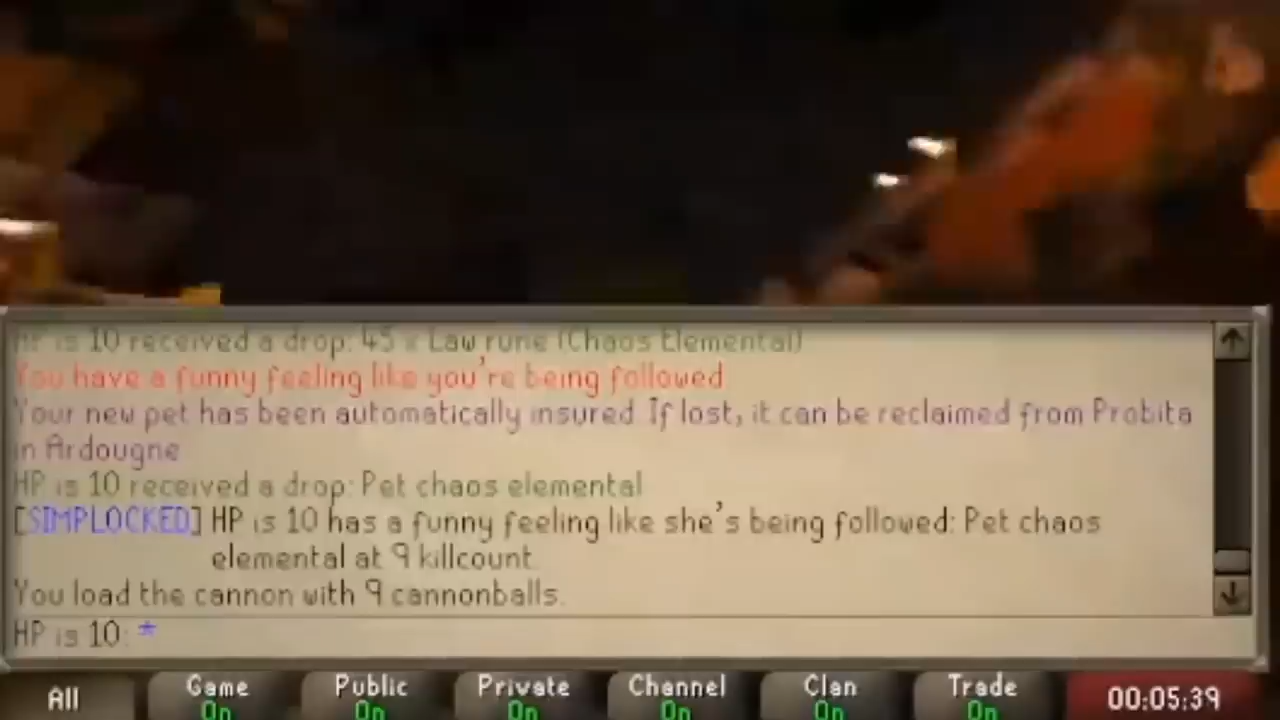 HP is 10 received a drop: 45 x Law rune (Chaos Elemental)
You have a funny feeling like you're being followed.
Your new pet has been automatically insured. If lost, it can be reclaimed from Probita
in Ardougne
HP is 10 received a drop: Pet chaos elemental
[SIMPLOCKED] HP is 10 has a funny feeling like she's being followed: Pet chaos
elemental at 9 killcount.
You load the cannon with 9 cannonballs.
HP is 10: *
All Game Public Private Channel Clan Trade 00:05:39
On On On On On On